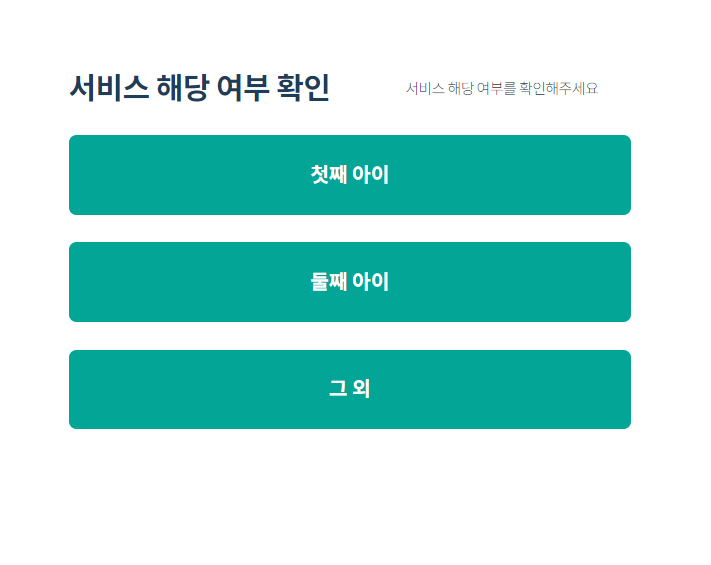 서비스 해당 여부 확인
서비스 해당 여부를 확인해주세요
첫째 아이
둘째 아이
그 외